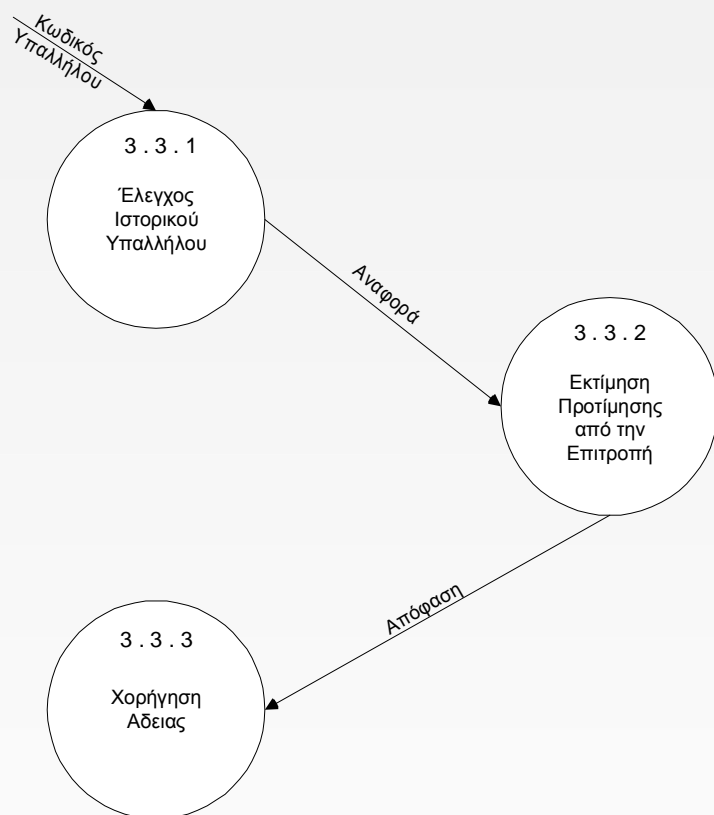 Κωδικός
Υπαλλήλου
3 . 3 . 1
Έλεγχος
Ιστορικού
Υπαλλήλου
Αναφορά
3 . 3 . 2
Εκτίμηση
Προτίμησης
από την
Επιτροπή
Απόφαση
3 . 3 . 3
Χορήγηση
Αδειας